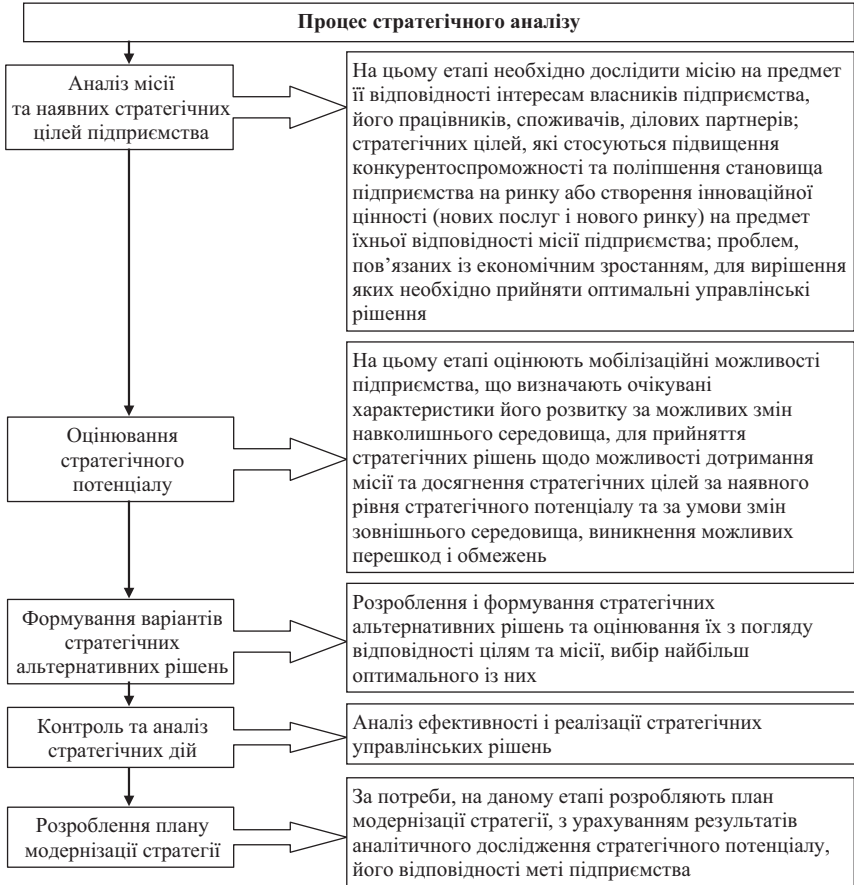 Процес стратегічного аналізу
Аналіз місії
та наявних стратегічних
цілей підприємства
На цьому етапі необхідно дослідити місію на предмет
її відповідності інтересам власників підприємства,
його працівників, споживачів, ділових партнерів;
стратегічних цілей, які стосуються підвищення
конкурентоспроможності та поліпшення становища
підприємства на ринку або створення інноваційної
цінності (нових послуг і нового ринку) на предмет
їхньої відповідності місії підприємства; проблем,
пов’язаних із економічним зростанням, для вирішення
яких необхідно прийняти оптимальні управлінські
рішення
Оцінювання
стратегічного
потенціалу
На цьому етапі оцінюють мобілізаційні можливості
підприємства, що визначають очікувані
характеристики його розвитку за можливих змін
навколишнього середовища, для прийняття
стратегічних рішень щодо можливості дотримання
місії та досягнення стратегічних цілей за наявного
рівня стратегічного потенціалу та за умови змін
зовнішнього середовища, виникнення можливих
перешкод і обмежень
Формування варіантів
стратегічних
альтернативних рішень
Розроблення і формування стратегічних
альтернативних рішень та оцінювання їх з погляду
відповідності цілям та місії, вибір найбільш
оптимального із них
Контроль та аналіз
стратегічних дій
Аналіз ефективності і реалізації стратегічних
управлінських рішень
Розроблення плану
модернізації стратегії
За потреби, на даному етапі розробляють план
модернізації стратегії, з урахуванням результатів
аналітичного дослідження стратегічного потенціалу,
його відповідності меті підприємства